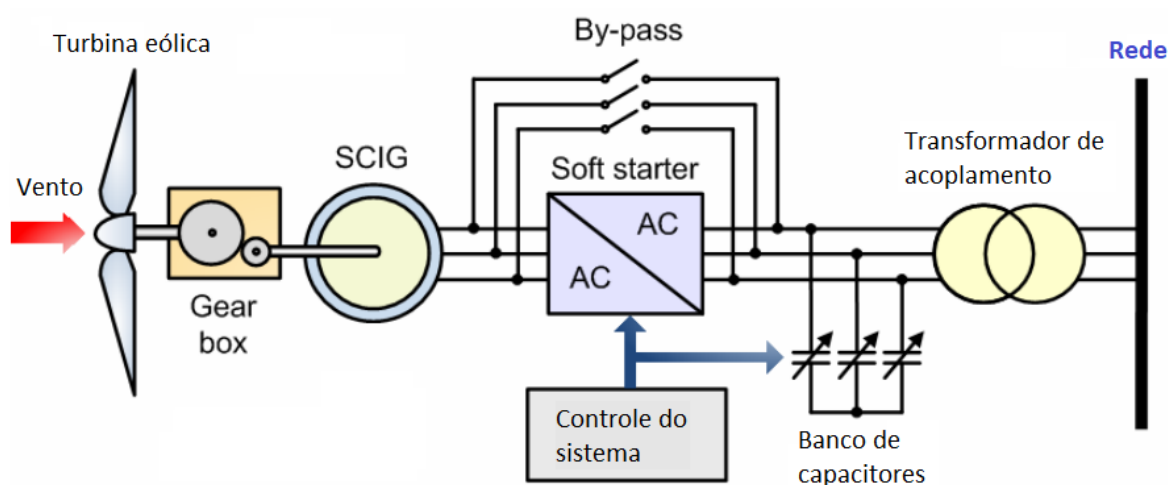 By-pass
Turbina eólica
Rede
SCIG
Soft starter
Transformador de
acoplamento
Vento
AC
AC
Gear
box
Controle do
sistema
Banco de
capacitores